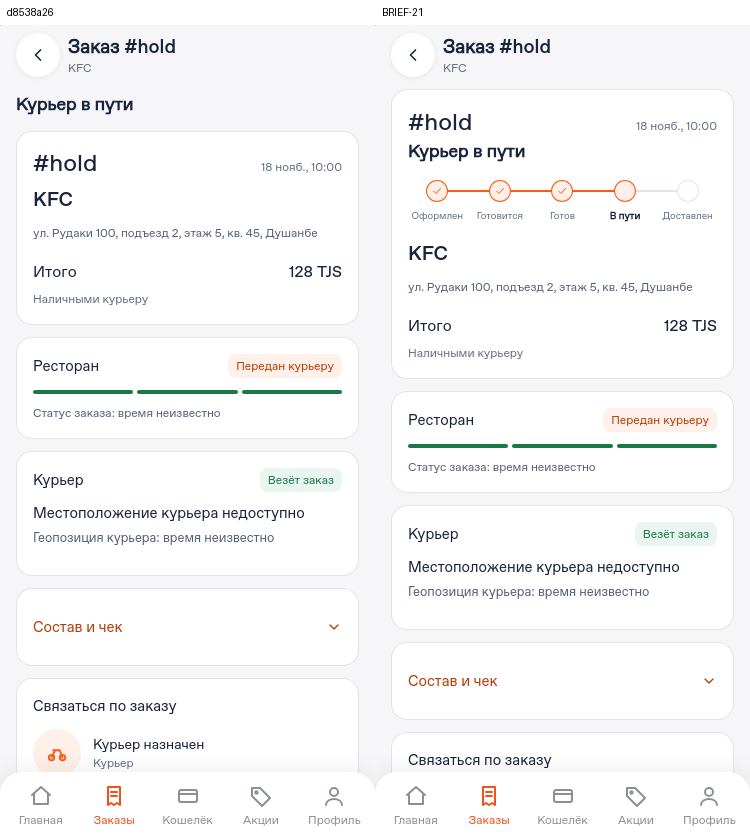 d8538a26
Заказ #hold
KFC
Курьер в пути
#hold
18 нояб., 10:00
KFC
ул. Рудаки 100, подъезд 2, этаж 5, кв. 45, Душанбе
Итого
128 TJS
Наличными курьеру
Ресторан
Передан курьеру
Статус заказа: время неизвестно
Курьер
Везёт заказ
Местоположение курьера недоступно
Геопозиция курьера: время неизвестно
Состав и чек
Связаться по заказу
Курьер назначен
Курьер
Главная
Заказы
Кошелёк
Акции
Профиль
BRIEF-21
Заказ #hold
KFC
#hold
18 нояб., 10:00
Курьер в пути
Оформлен
Готовится
Готов
В пути
Доставлен
KFC
ул. Рудаки 100, подъезд 2, этаж 5, кв. 45, Душанбе
Итого
128 TJS
Наличными курьеру
Ресторан
Передан курьеру
Статус заказа: время неизвестно
Курьер
Везёт заказ
Местоположение курьера недоступно
Геопозиция курьера: время неизвестно
Состав и чек
Связаться по заказу
Главная
Заказы
Кошелёк
Акции
Профиль